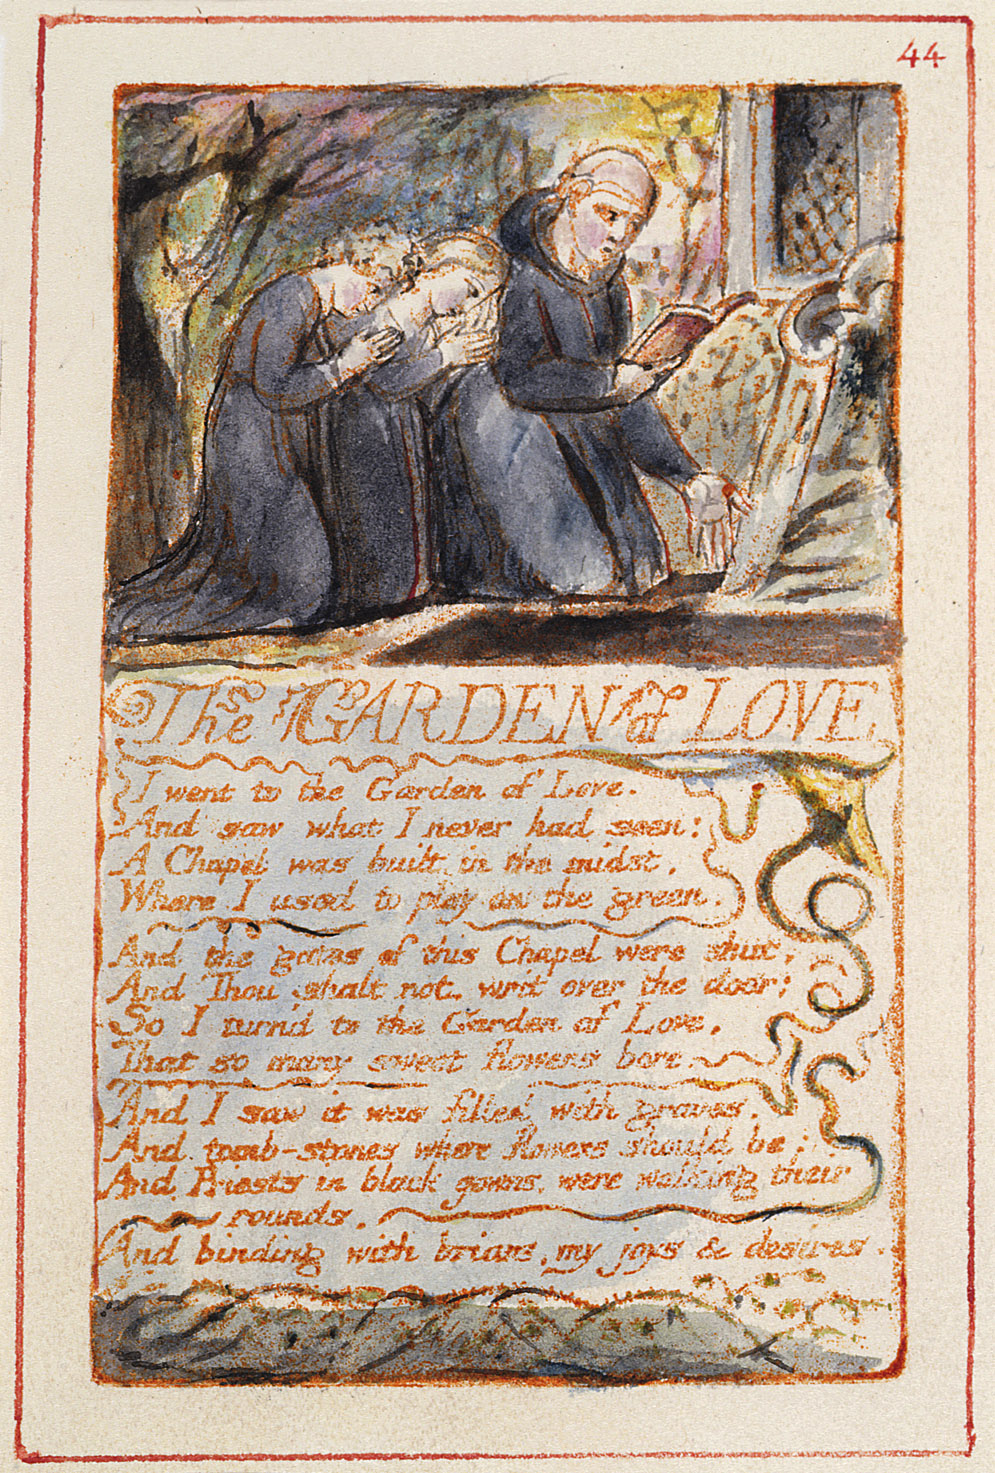 44
The GARDEN of LOVE
I went to the Garden of Love.
And saw what I never had seen:
A Chapel was built in the midst,
Where I used to play on the green.
And the gates of this Chapel were shut,
And Thou shalt not. writ over the door;
So I turn'd to the Garden of Love,
That so many sweet flowers bore.
And I saw it was filled with graves,
And tomb-stones where flowers should be:
And Priests in black gowns, were walking their
rounds,
And binding with briars, my joys & desires.